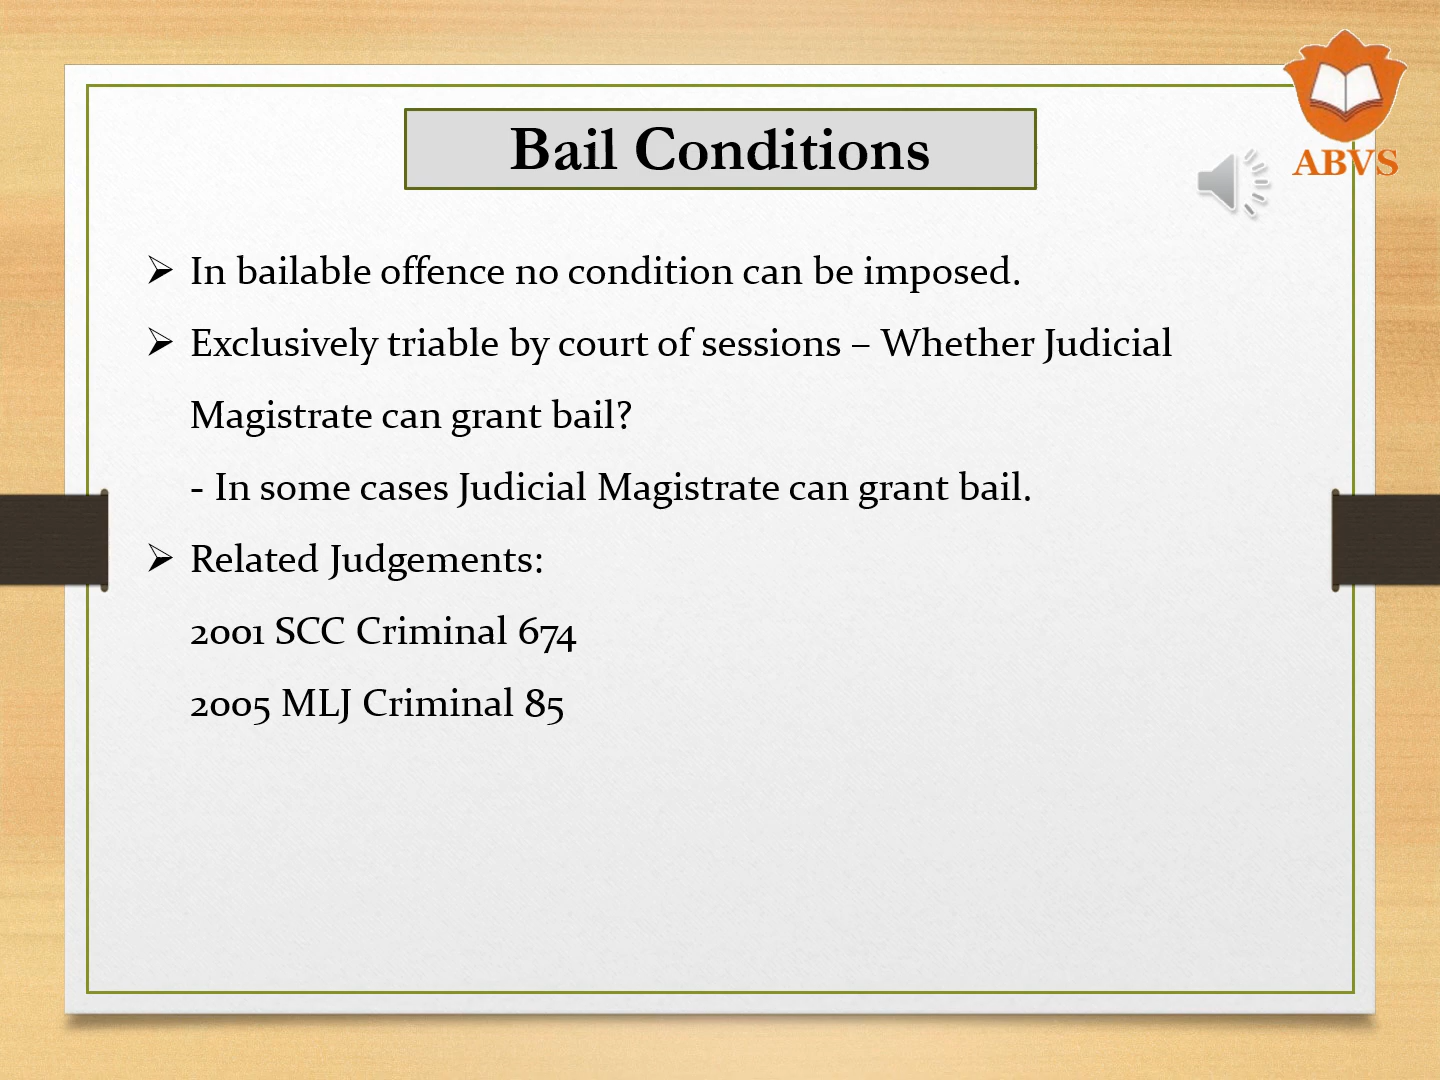 ABVS
Bail Conditions
➢ In bailable offence no condition can be imposed.
➢ Exclusively triable by court of sessions – Whether Judicial
Magistrate can grant bail?
- In some cases Judicial Magistrate can grant bail.
➢ Related Judgements:
2001 SCC Criminal 674
2005 MLJ Criminal 85